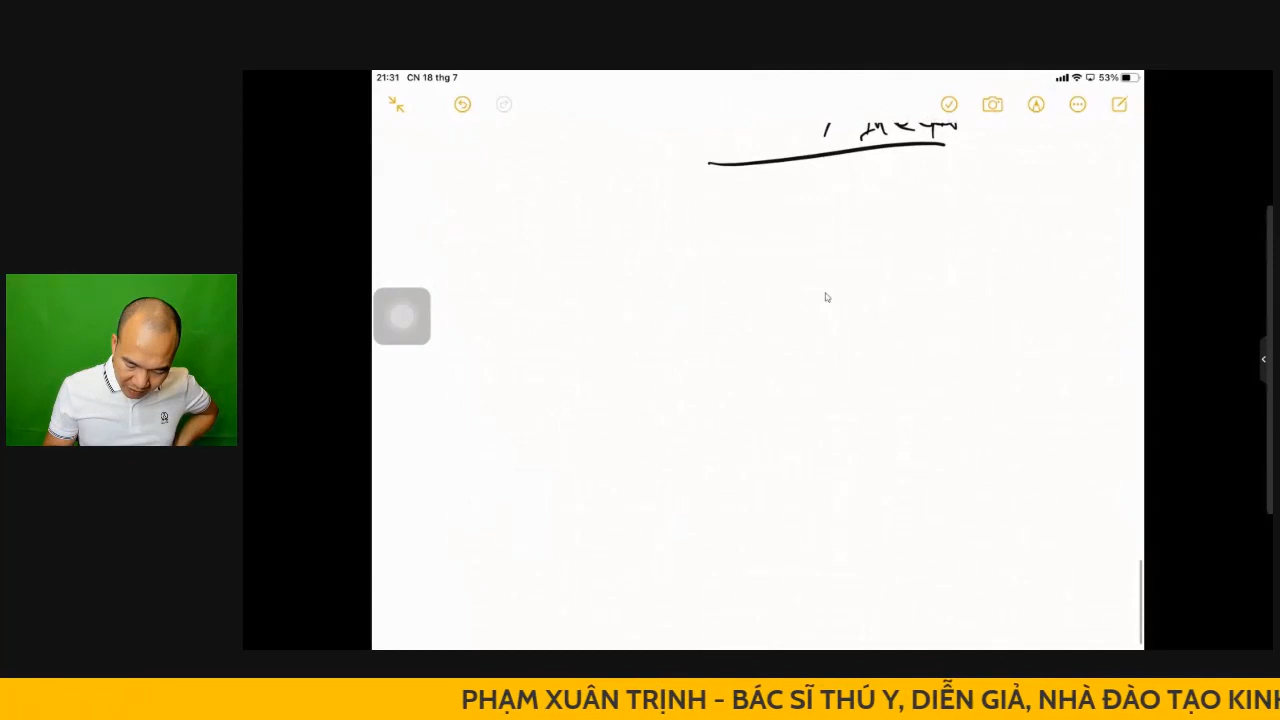 21:31 CN 18 thg 7 53%
PHẠM XUÂN TRỊNH - BÁC SĨ THÚ Y, DIỄN GIẢ, NHÀ ĐÀO TẠO KINH